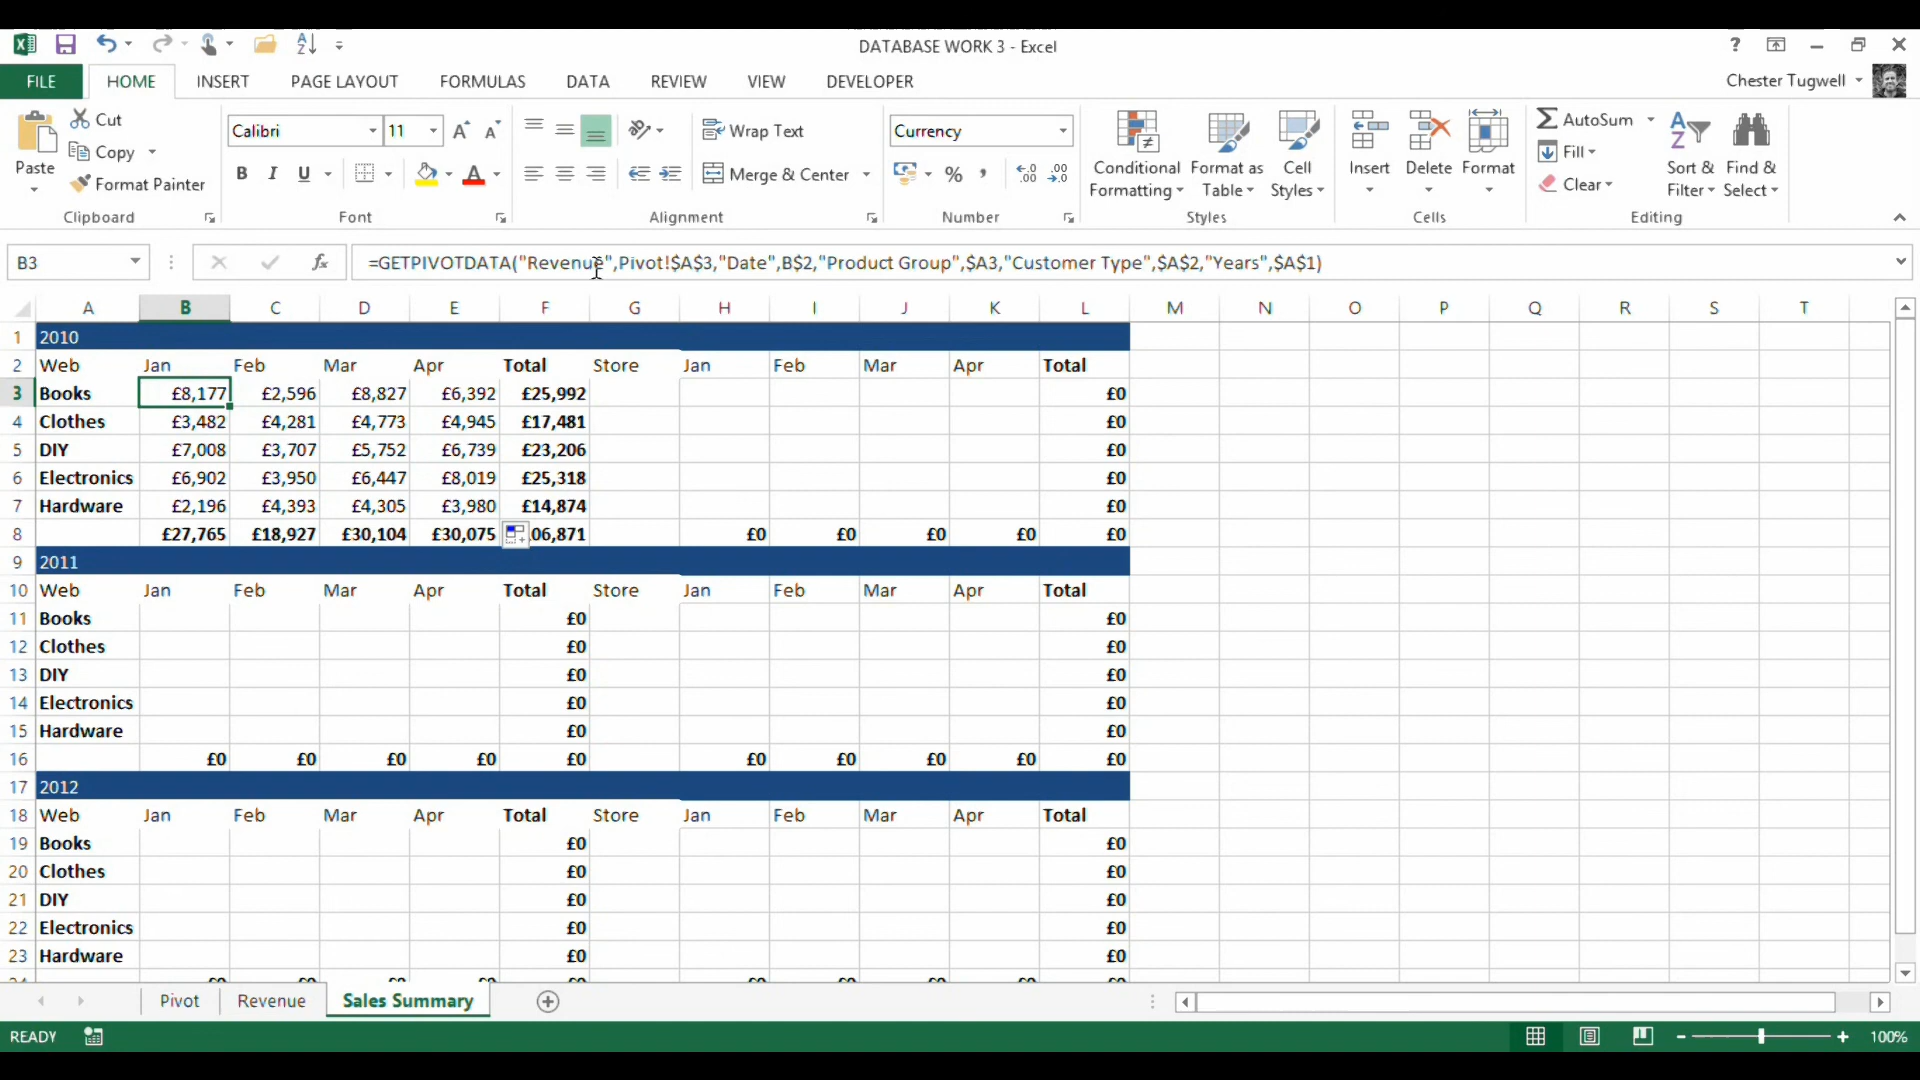 DATABASE WORK 3 - Excel
?
FILE HOME INSERT PAGE LAYOUT FORMULAS DATA REVIEW VIEW DEVELOPER Chester Tugwell
Paste Cut Copy Format Painter
Clipboard
Calibri 11
B I U A
Font
Wrap Text
Merge & Center
Alignment
Currency
% ,
Number
Conditional Formatting
Format as Table
Cell Styles
Styles
Insert Delete Format
Cells
AutoSum
Fill
Clear
Sort & Filter
Find & Select
Editing
B3 fx =GETPIVOTDATA("Revenue",Pivot!$A$3,"Date",B$2,"Product Group",$A3,"Customer Type",$A$2,"Years",$A$1)
A B C D E F G H I J K L M N O P Q R S T
1 2010
2 Web Jan Feb Mar Apr Total Store Jan Feb Mar Apr Total
3 Books £8,177 £2,596 £8,827 £6,392 £25,992 £0
4 Clothes £3,482 £4,281 £4,773 £4,945 £17,481 £0
5 DIY £7,008 £3,707 £5,752 £6,739 £23,206 £0
6 Electronics £6,902 £3,950 £6,447 £8,019 £25,318 £0
7 Hardware £2,196 £4,393 £4,305 £3,980 £14,874 £0
8 £27,765 £18,927 £30,104 £30,075 06,871 £0 £0 £0 £0 £0
9 2011
10 Web Jan Feb Mar Apr Total Store Jan Feb Mar Apr Total
11 Books £0 £0
12 Clothes £0 £0
13 DIY £0 £0
14 Electronics £0 £0
15 Hardware £0 £0
16 £0 £0 £0 £0 £0 £0 £0 £0 £0 £0
17 2012
18 Web Jan Feb Mar Apr Total Store Jan Feb Mar Apr Total
19 Books £0 £0
20 Clothes £0 £0
21 DIY £0 £0
22 Electronics £0 £0
23 Hardware £0 £0
Pivot Revenue Sales Summary
READY 100%